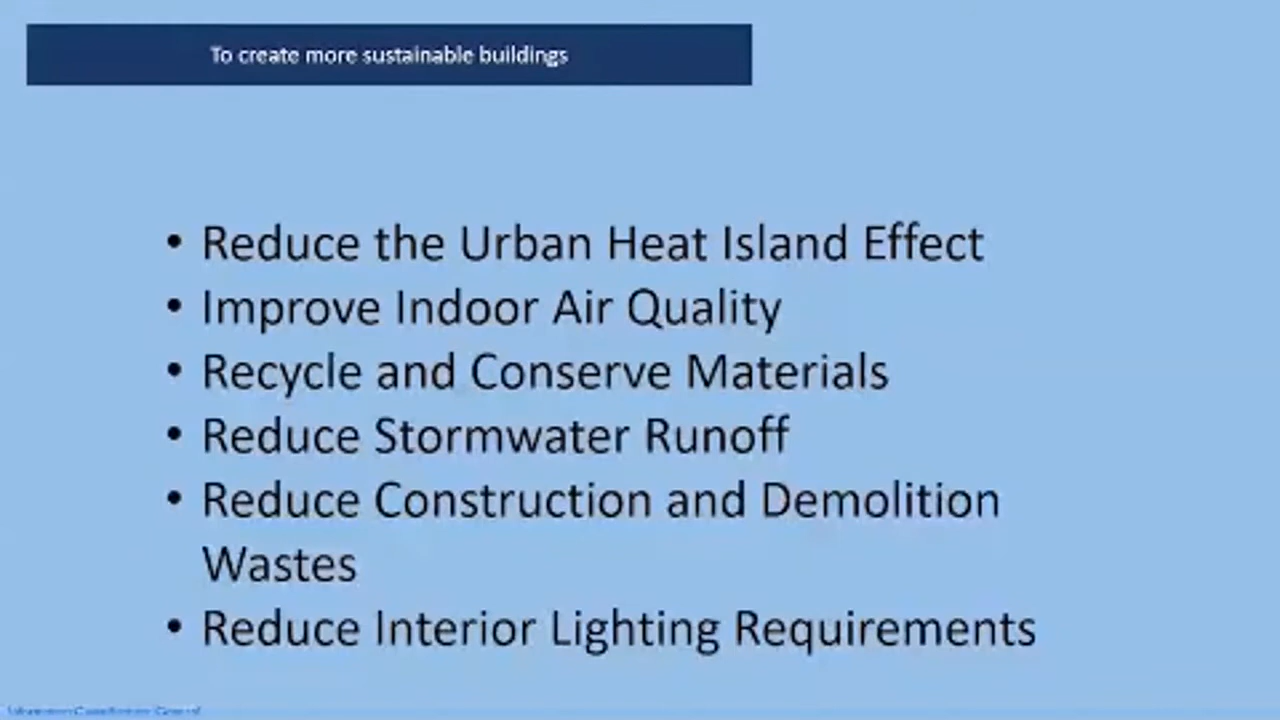 To create more sustainable buildings
• Reduce the Urban Heat Island Effect
• Improve Indoor Air Quality
• Recycle and Conserve Materials
• Reduce Stormwater Runoff
• Reduce Construction and Demolition
Wastes
• Reduce Interior Lighting Requirements